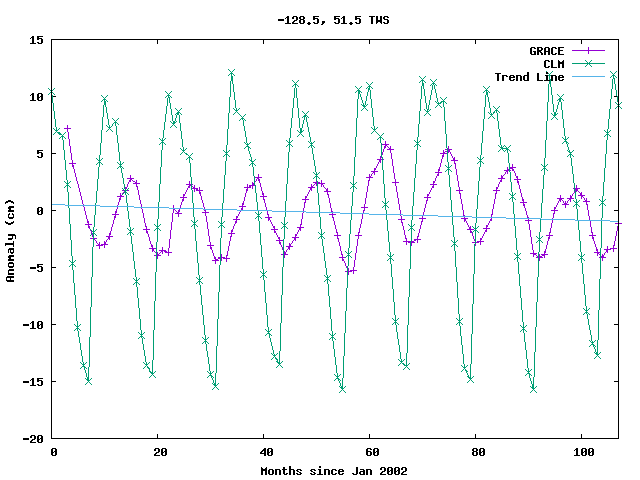 -128.5, 51.5 TWS
GRACE
CLM
Trend Line
15
10
5
0
-5
-10
-15
-20
Anomaly (cm)
0 20 40 60 80 100
Months since Jan 2002